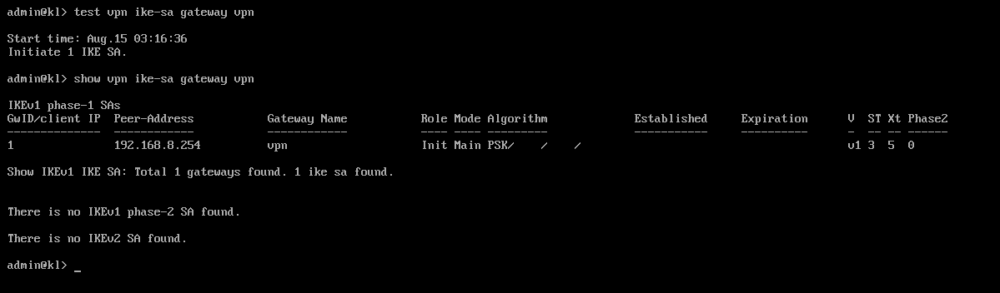 admin@kl> test vpn ike-sa gateway vpn
Start time: Aug.15 03:16:36
Initiate 1 IKE SA.
admin@kl> show vpn ike-sa gateway vpn
IKEv1 phase-1 SAs
GwID/client IP  Peer-Address           Gateway Name           Role Mode Algorithm             Established     Expiration      V  ST Xt Phase2
--------------  ------------           ------------           ---- ---- ---------             -----------     ----------      -  -- -- ------
1               192.168.8.254          vpn                    Init Main PSK/    /    /                                        v1 3  5  0
Show IKEv1 IKE SA: Total 1 gateways found. 1 ike sa found.
There is no IKEv1 phase-2 SA found.
There is no IKEv2 SA found.
admin@kl> _